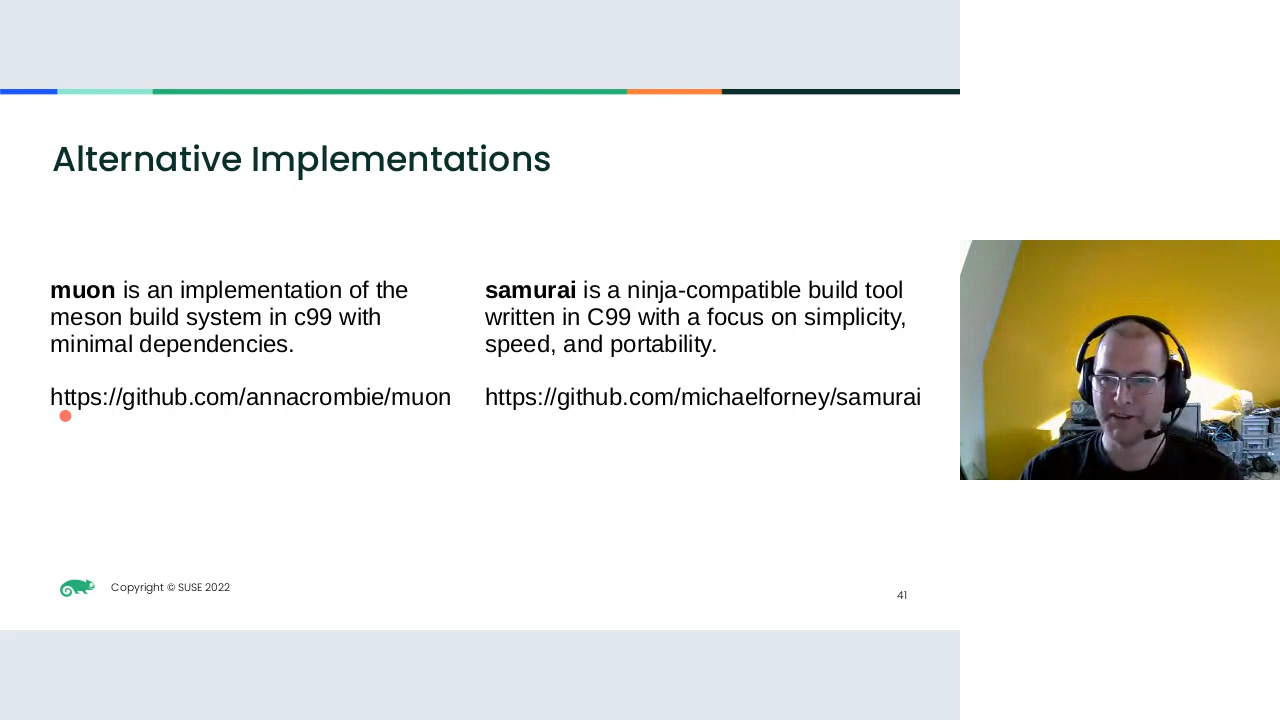 Alternative Implementations
muon is an implementation of the
meson build system in c99 with
minimal dependencies.
https://github.com/annacrombie/muon
samurai is a ninja-compatible build tool
written in C99 with a focus on simplicity,
speed, and portability.
https://github.com/michaelforney/samurai
Copyright © SUSE 2022
41